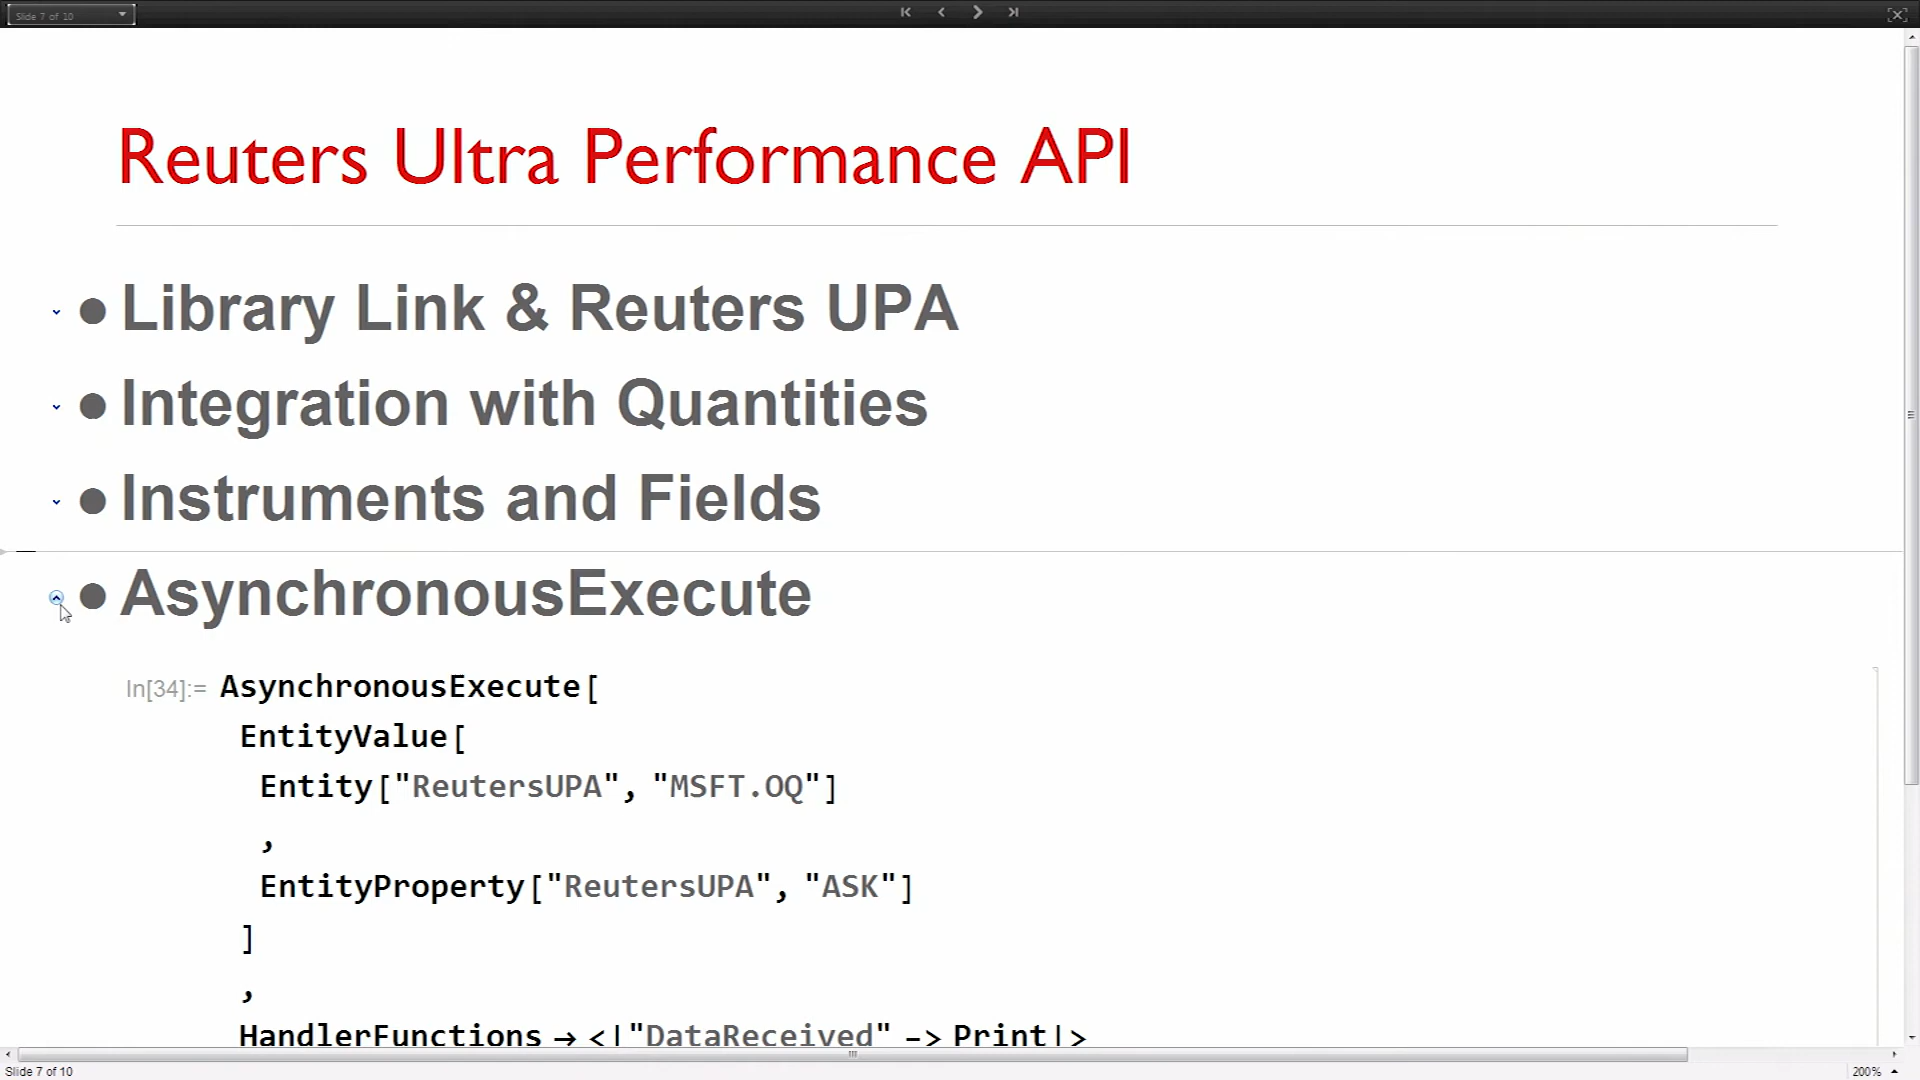 Slide 7 of 10
Reuters Ultra Performance API
● Library Link & Reuters UPA
● Integration with Quantities
● Instruments and Fields
● AsynchronousExecute
In[34]:= AsynchronousExecute[
EntityValue[
Entity["ReutersUPA", "MSFT.OQ"]
,
EntityProperty["ReutersUPA", "ASK"]
]
,
HandlerFunctions → <|"DataReceived" -> Print|>
Slide 7 of 10
200%